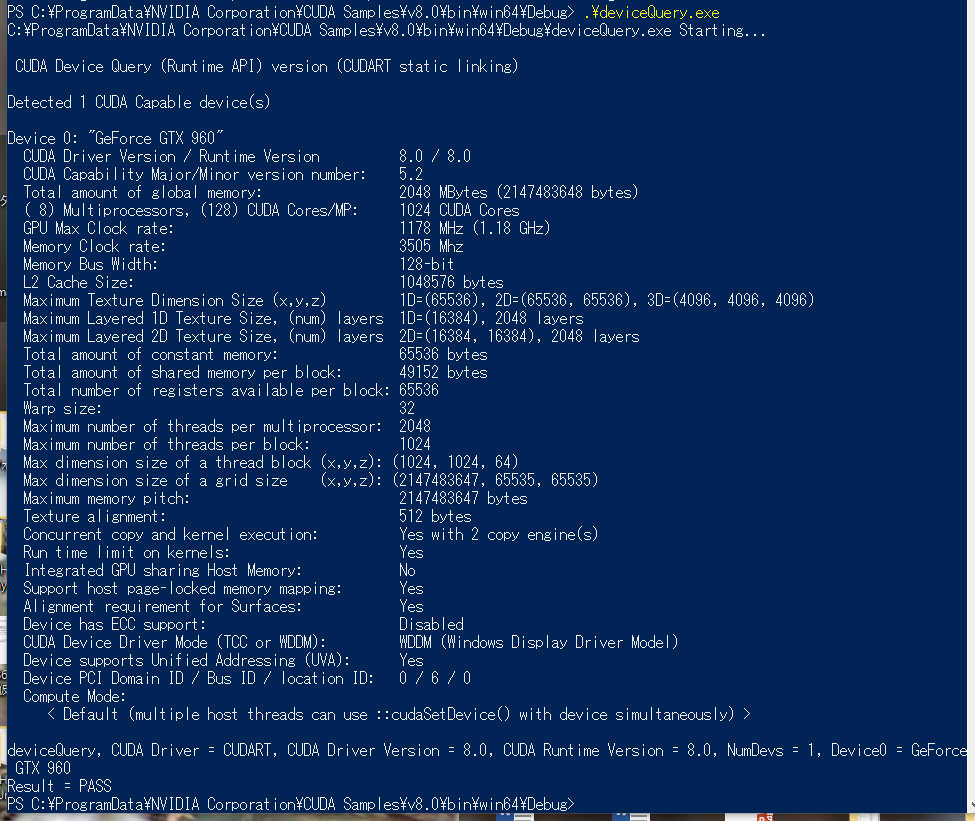 PS C:¥ProgramData¥NVIDIA Corporation¥CUDA Samples¥v8.0¥bin¥win64¥Debug> .¥deviceQuery.exe
C:¥ProgramData¥NVIDIA Corporation¥CUDA Samples¥v8.0¥bin¥win64¥Debug¥deviceQuery.exe Starting...
CUDA Device Query (Runtime API) version (CUDART static linking)
Detected 1 CUDA Capable device(s)
Device 0: "GeForce GTX 960"
CUDA Driver Version / Runtime Version 8.0 / 8.0
CUDA Capability Major/Minor version number: 5.2
Total amount of global memory: 2048 MBytes (2147483648 bytes)
( 8) Multiprocessors, (128) CUDA Cores/MP: 1024 CUDA Cores
GPU Max Clock rate: 1178 MHz (1.18 GHz)
Memory Clock rate: 3505 Mhz
Memory Bus Width: 128-bit
L2 Cache Size: 1048576 bytes
Maximum Texture Dimension Size (x,y,z) 1D=(65536), 2D=(65536, 65536), 3D=(4096, 4096, 4096)
Maximum Layered 1D Texture Size, (num) layers 1D=(16384), 2048 layers
Maximum Layered 2D Texture Size, (num) layers 2D=(16384, 16384), 2048 layers
Total amount of constant memory: 65536 bytes
Total amount of shared memory per block: 49152 bytes
Total number of registers available per block: 65536
Warp size: 32
Maximum number of threads per multiprocessor: 2048
Maximum number of threads per block: 1024
Max dimension size of a thread block (x,y,z): (1024, 1024, 64)
Max dimension size of a grid size (x,y,z): (2147483647, 65535, 65535)
Maximum memory pitch: 2147483647 bytes
Texture alignment: 512 bytes
Concurrent copy and kernel execution: Yes with 2 copy engine(s)
Run time limit on kernels: Yes
Integrated GPU sharing Host Memory: No
Support host page-locked memory mapping: Yes
Alignment requirement for Surfaces: Yes
Device has ECC support: Disabled
CUDA Device Driver Mode (TCC or WDDM): WDDM (Windows Display Driver Model)
Device supports Unified Addressing (UVA): Yes
Device PCI Domain ID / Bus ID / location ID: 0 / 6 / 0
Compute Mode:
< Default (multiple host threads can use ::cudaSetDevice() with device simultaneously) >
deviceQuery, CUDA Driver = CUDART, CUDA Driver Version = 8.0, CUDA Runtime Version = 8.0, NumDevs = 1, Device0 = GeForce
GTX 960
Result = PASS
PS C:¥ProgramData¥NVIDIA Corporation¥CUDA Samples¥v8.0¥bin¥win64¥Debug>